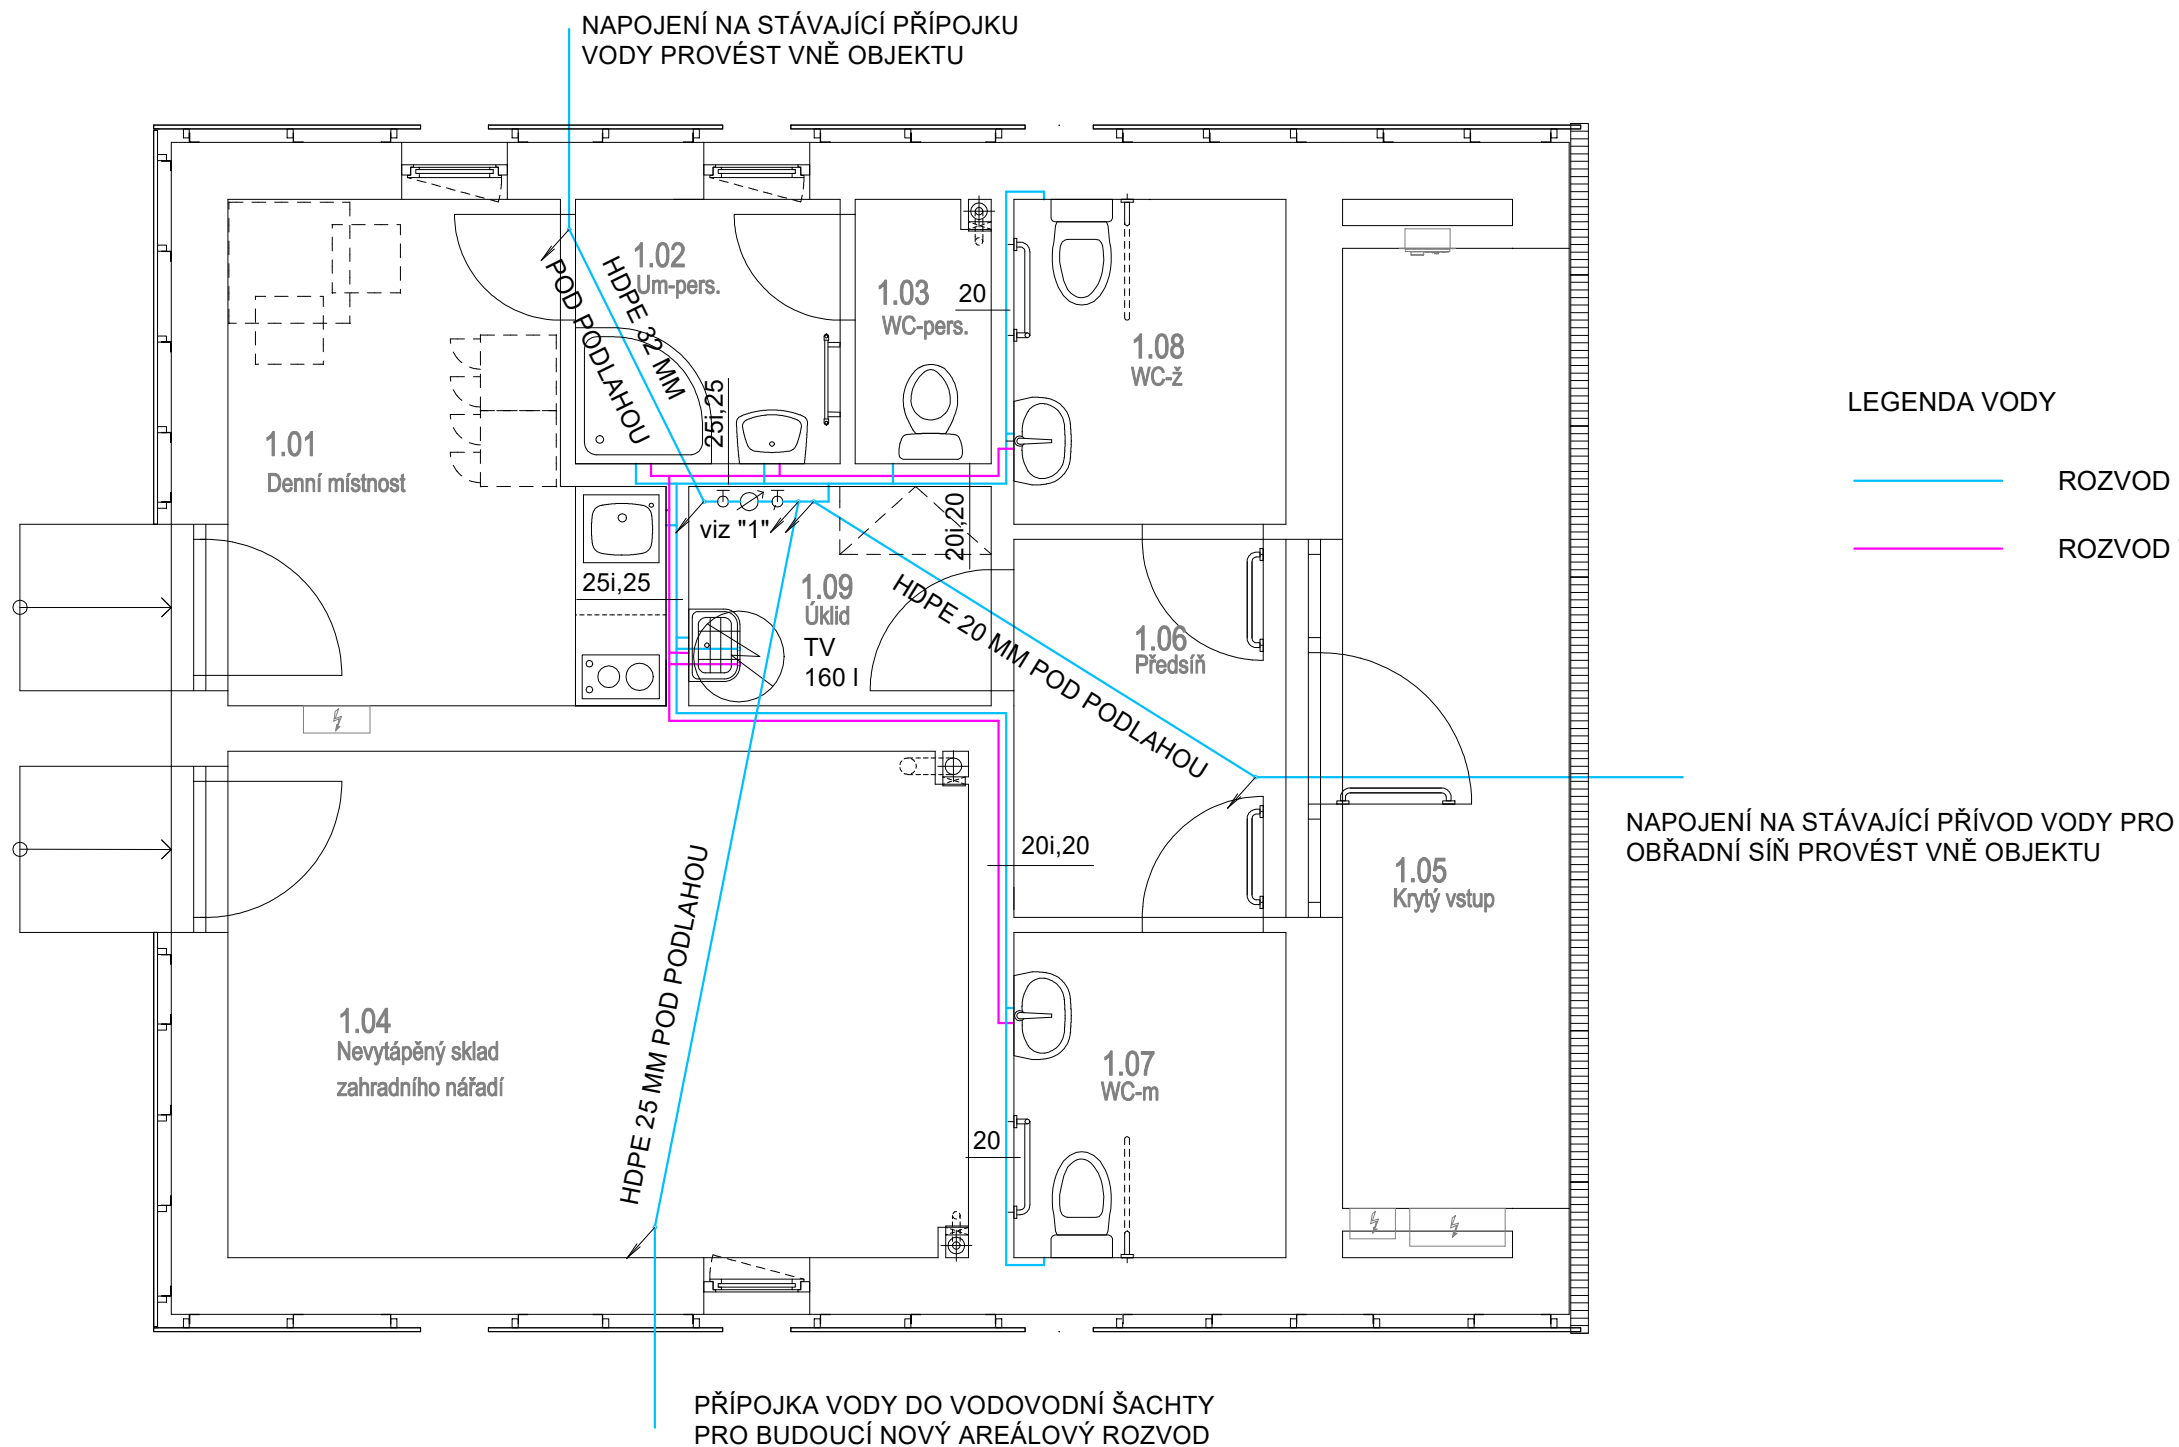 NAPOJENÍ NA STÁVAJÍCÍ PŘÍPOJKU
VODY PROVÉST VNĚ OBJEKTU
1.02
Um-pers.
HDPE 32 MM
POD PODLAHOU
1.03
WC-pers.
20
1.08
WC-ž
25i,25
1.01
Denní místnost
LEGENDA VODY
ROZVOD
ROZVOD
viz "1"
20i,20
25i,25
1.09
Úklid
TV
160 l
HDPE 20 MM POD PODLAHOU
1.06
Předsíň
NAPOJENÍ NA STÁVAJÍCÍ PŘÍVOD VODY PRO
OBŘADNÍ SÍŇ PROVÉST VNĚ OBJEKTU
20i,20
1.05
Krytý vstup
HDPE 25 MM POD PODLAHOU
1.04
Nevytápěný sklad
zahradního nářadí
1.07
WC-m
20
PŘÍPOJKA VODY DO VODOVODNÍ ŠACHTY
PRO BUDOUCÍ NOVÝ AREÁLOVÝ ROZVOD